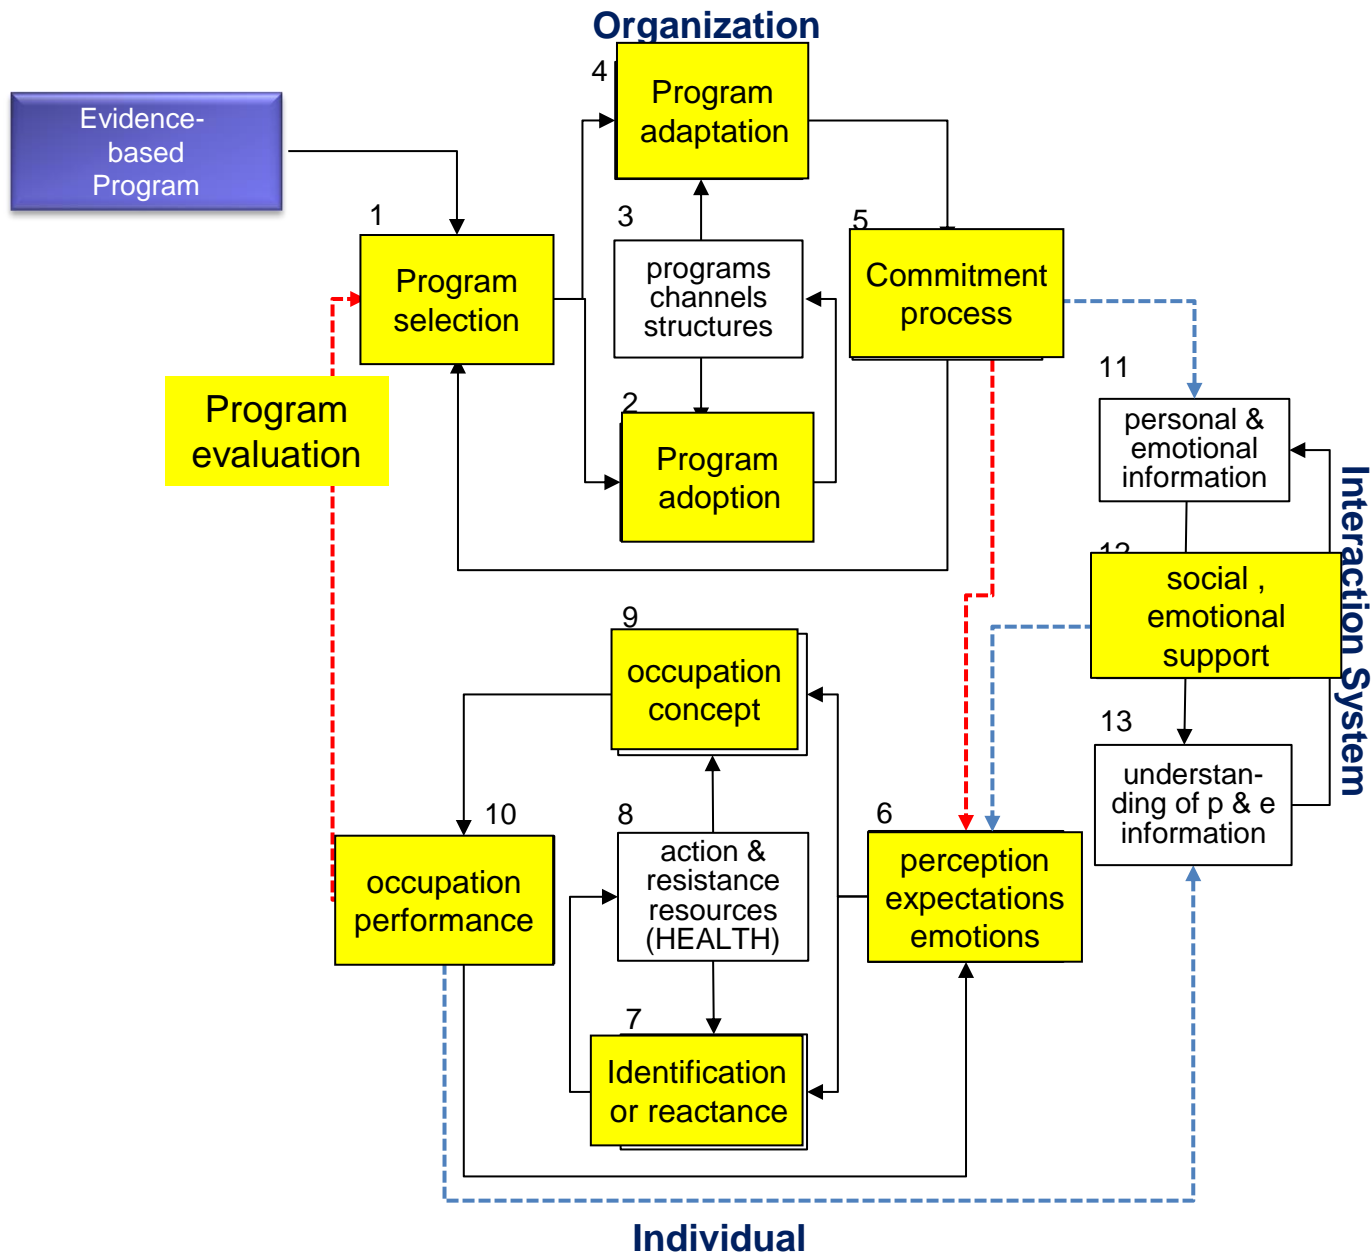 Organization
Evidence-
based
Program
4
Program
adaptation
1
Program
selection
3
programs
channels
structures
5
Commitment
process
2
Program
adoption
Program
evaluation
11
personal &
emotional
information
12
social ,
emotional
support
13
understan-
ding of p & e
information
Interaction System
9
occupation
concept
10
occupation
performance
8
action &
resistance
resources
(HEALTH)
6
perception
expectations
emotions
7
Identification
or reactance
Individual